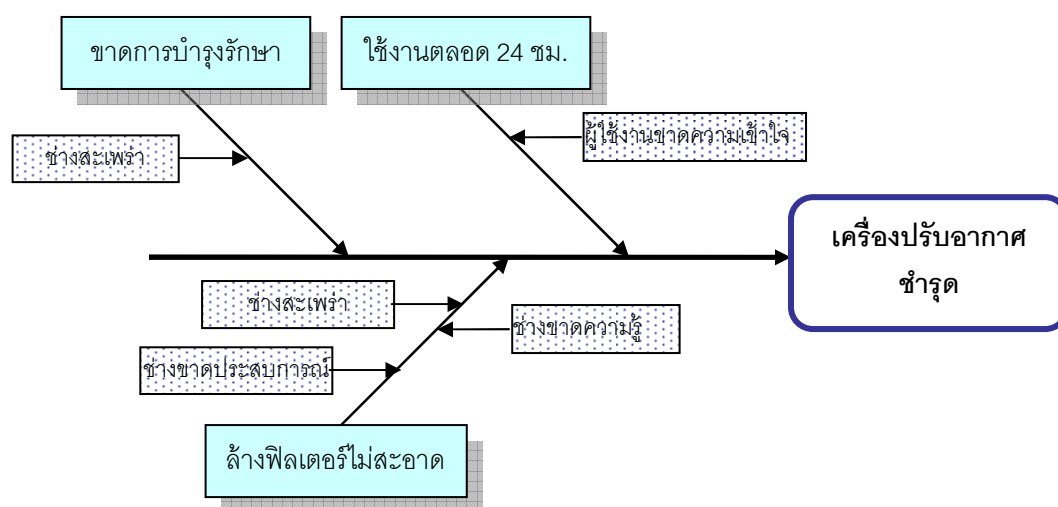 ขาดการบำรุงรักษา
ใช้งานตลอด 24 ชม.
ผู้ใช้งานขาดความเข้าใจ
ช่างสะเพร่า
เครื่องปรับอากาศ
ชำรุด
ช่างสะเพร่า
ช่างขาดความรู้
ช่างขาดประสบการณ์
ล้างฟิลเตอร์ไม่สะอาด